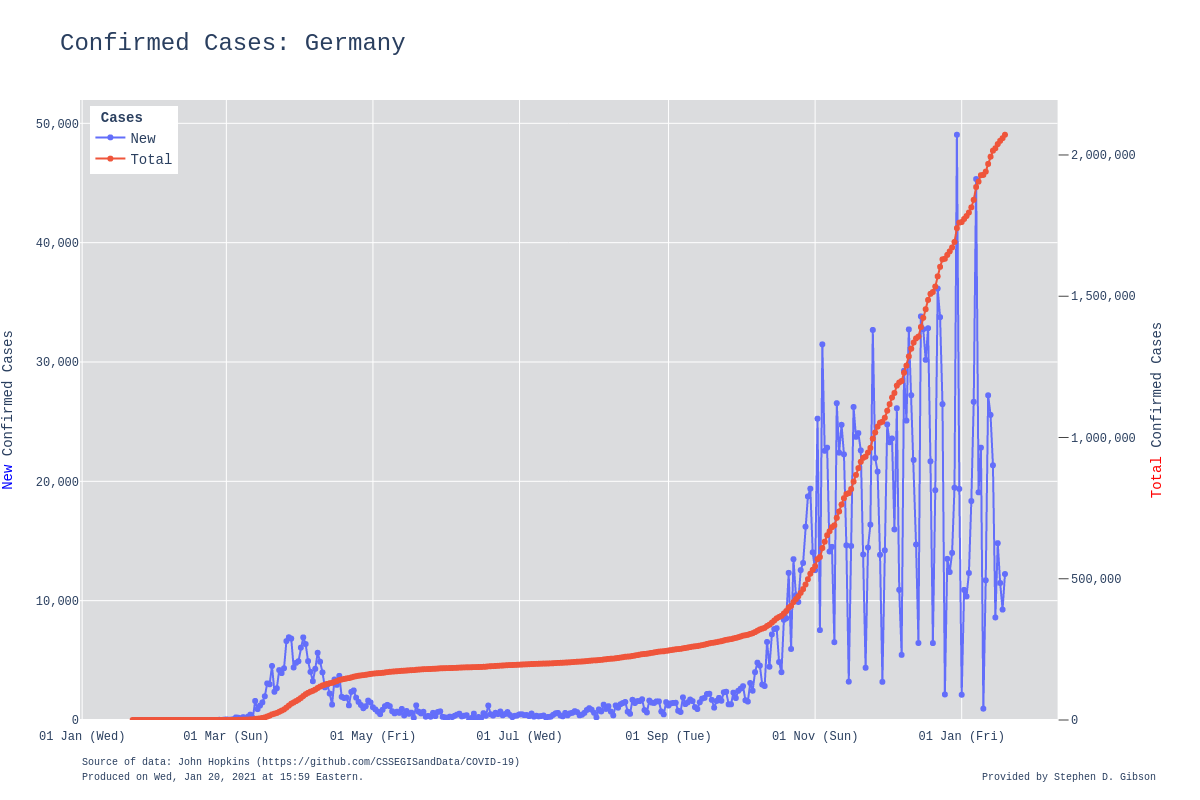 Confirmed Cases: Germany
Cases
New
Total
50,000
40,000
30,000
20,000
10,000
0
2,000,000
1,500,000
1,000,000
500,000
0
New Confirmed Cases
Total Confirmed Cases
01 Jan (Wed)
01 Mar (Sun)
01 May (Fri)
01 Jul (Wed)
01 Sep (Tue)
01 Nov (Sun)
01 Jan (Fri)
Source of data: John Hopkins (https://github.com/CSSEGISandData/COVID-19)
Produced on Wed, Jan 20, 2021 at 15:59 Eastern.
Provided by Stephen D. Gibson